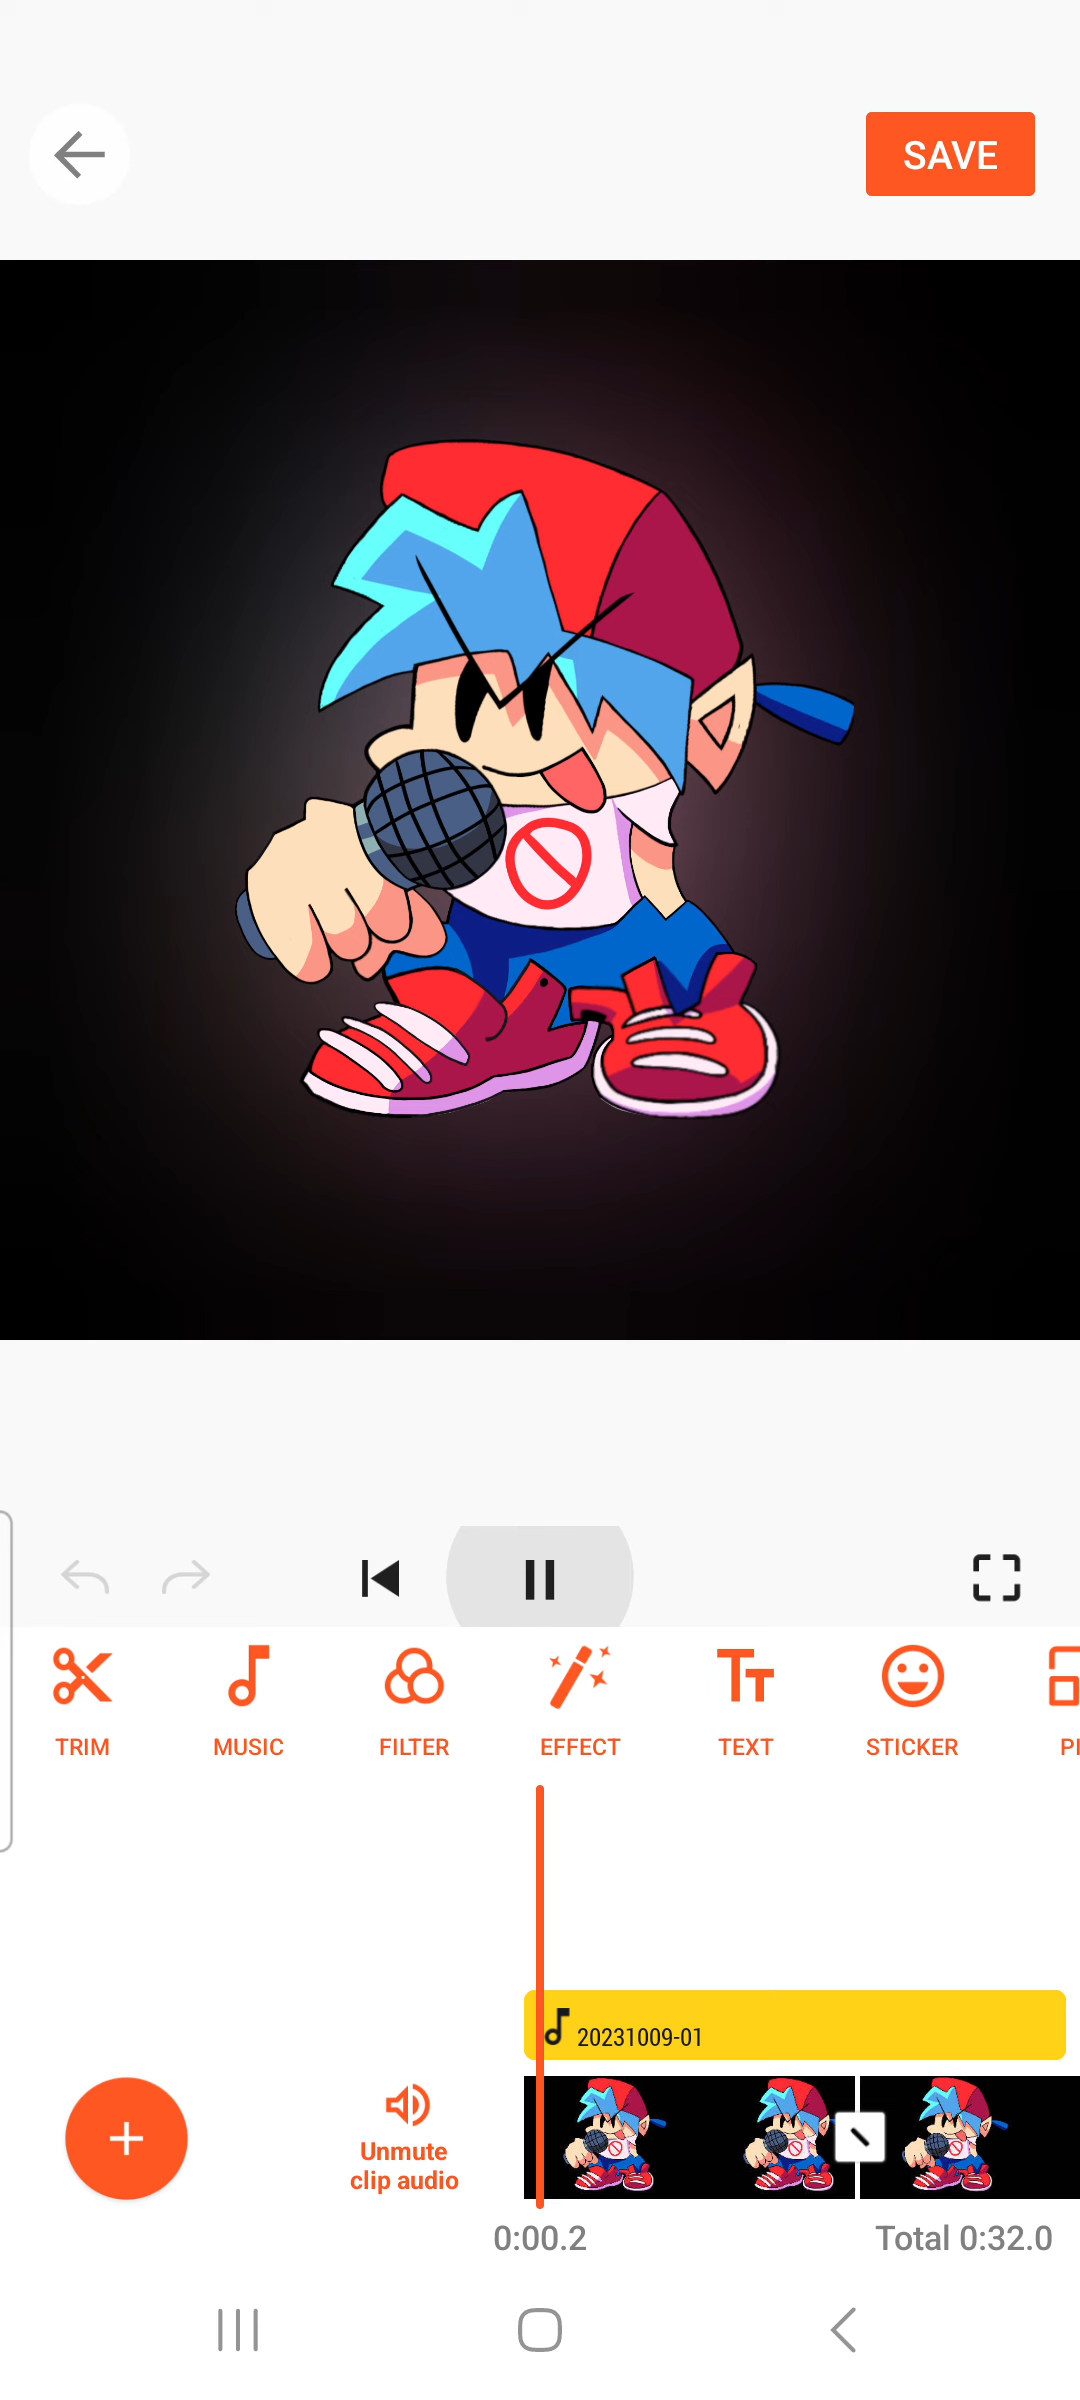 SAVE
TRIM
MUSIC
FILTER
EFFECT
TEXT
STICKER
PI
20231009-01
Unmute
clip audio
0:00.2
Total 0:32.0